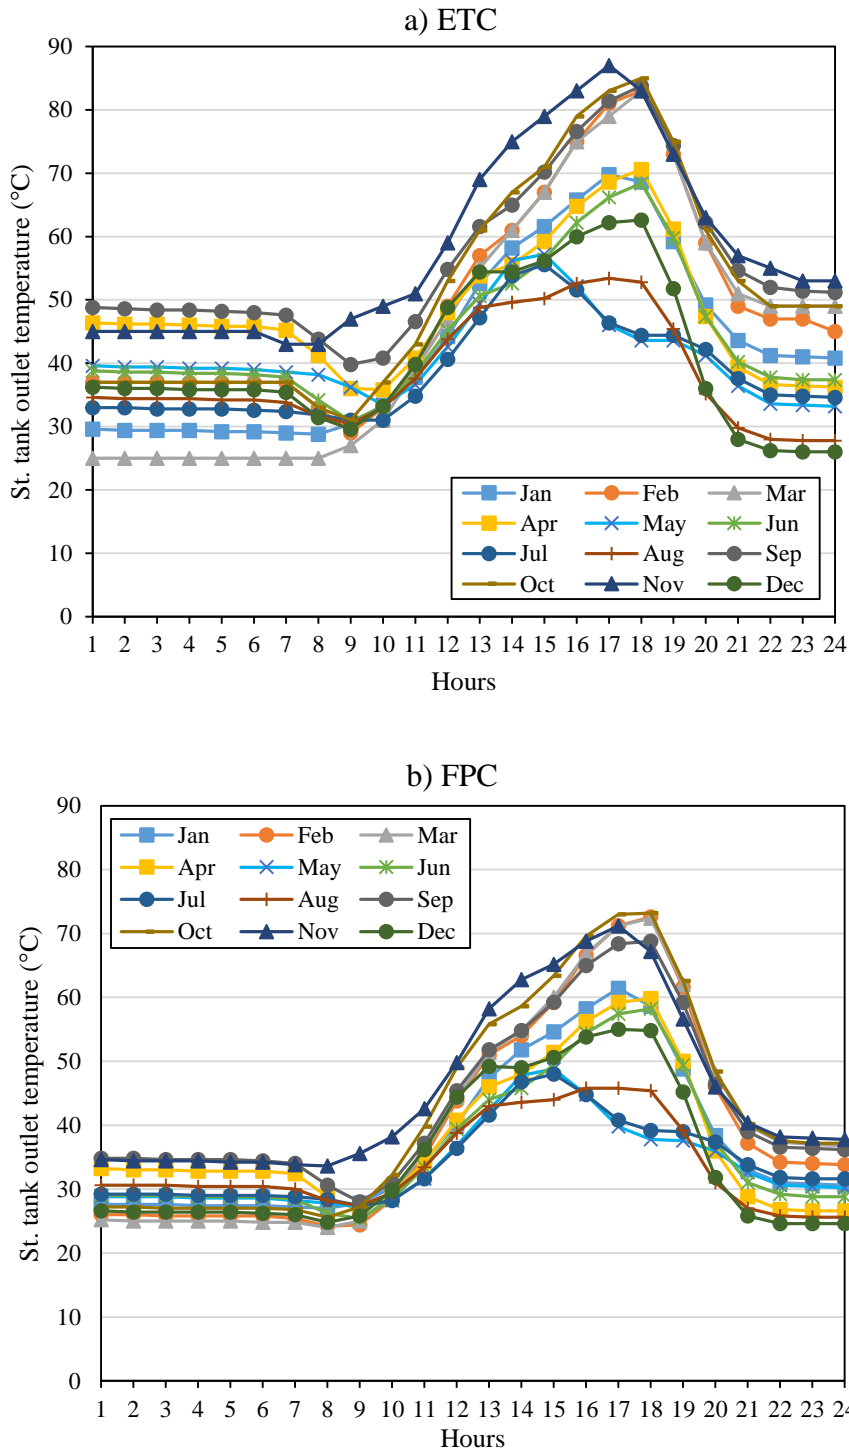 a) ETC
90
80
70
60
50
40
30
20
10
0
St. tank outlet temperature (°C)
Jan Feb Mar
Apr May Jun
Jul Aug Sep
Oct Nov Dec
1 2 3 4 5 6 7 8 9 10 11 12 13 14 15 16 17 18 19 20 21 22 23 24
Hours
b) FPC
90
80
70
60
50
40
30
20
10
0
St. tank outlet temperature (°C)
Jan Feb Mar
Apr May Jun
Jul Aug Sep
Oct Nov Dec
1 2 3 4 5 6 7 8 9 10 11 12 13 14 15 16 17 18 19 20 21 22 23 24
Hours